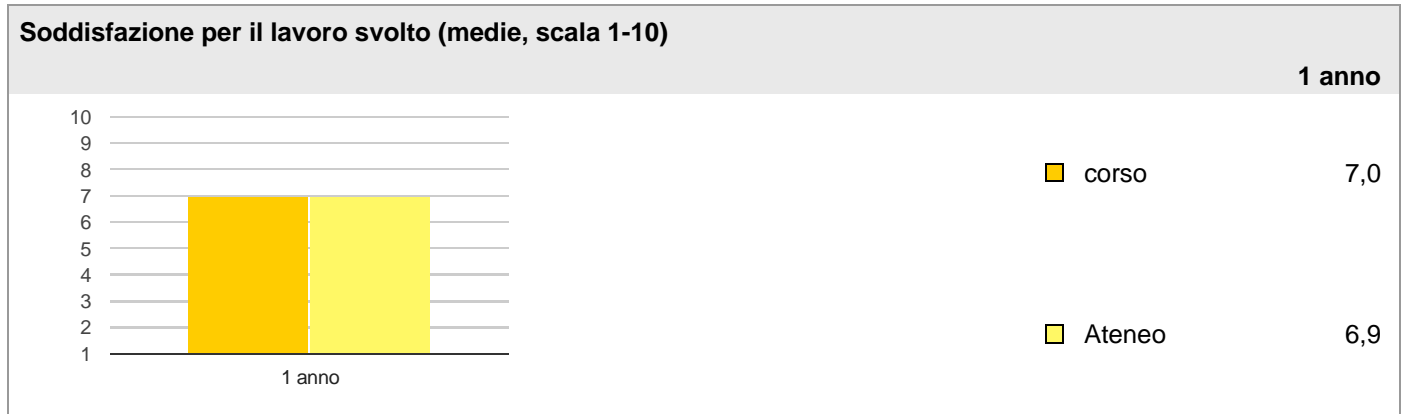 Soddisfazione per il lavoro svolto (medie, scala 1-10)
1 anno
10
9
8
7
6
5
4
3
2
1
1 anno
corso 7,0
Ateneo 6,9